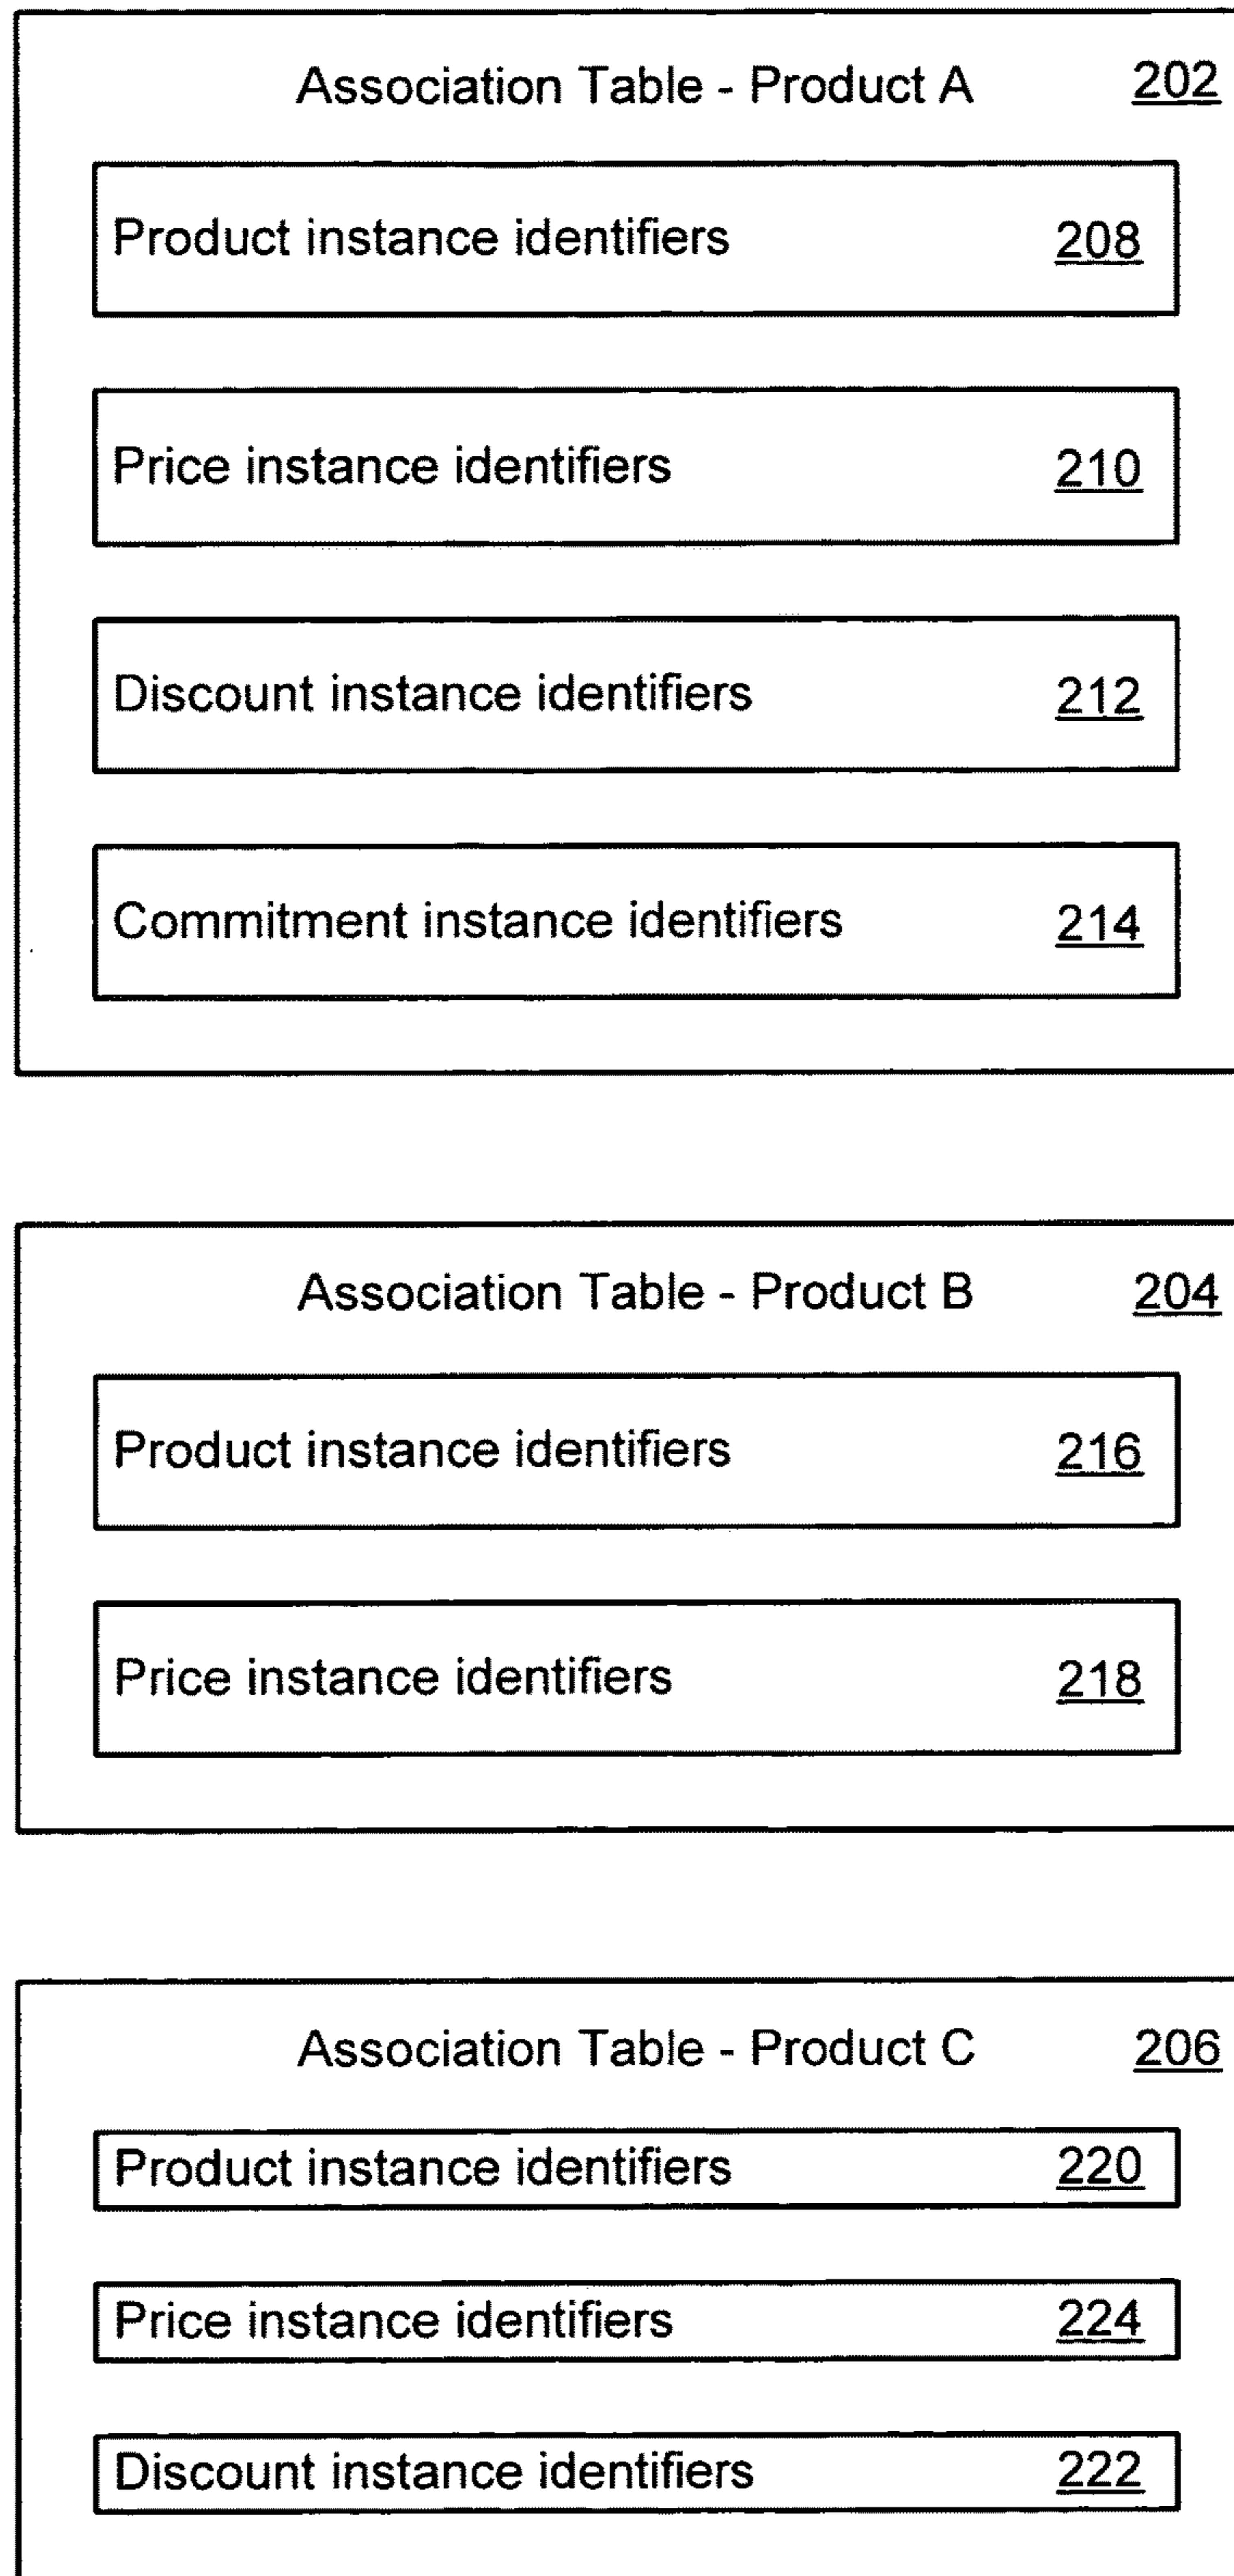 Association Table - Product A 202
Product instance identifiers 208
Price instance identifiers 210
Discount instance identifiers 212
Commitment instance identifiers 214
Association Table - Product B 204
Product instance identifiers 216
Price instance identifiers 218
Association Table - Product C 206
Product instance identifiers 220
Price instance identifiers 224
Discount instance identifiers 222